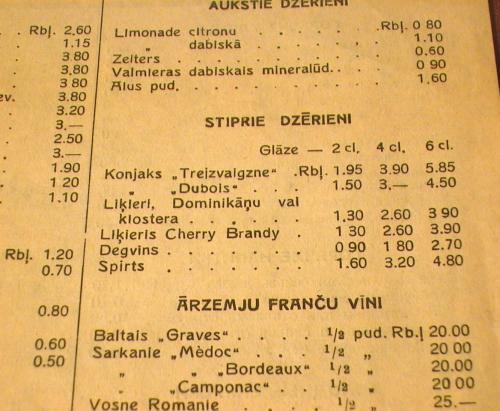 Rbļ. 2.60
1.15
3.80
3.80
3 80
ev. 3.80
3.20
3.—
2.50
3.—
1.90
1 20
1.10
Rbļ. 1.20
0.70
0.80
0.60
0.50
AUKSTIE DZĒRIENI
Limonade citronu . . . . . .Rbļ. 0 80
„ dabiskā . . . . . 1.10
Zelters . . . . . . . . . 0.60
Valmieras dabiskais mineralūd. . . 0 90
Alus pud. . . . . . . . . 1.60
STIPRIE DZĒRIENI
Glāze - 2 cl. 4 cl. 6 cl.
Konjaks „Treizvalgzne“ .Rbļ. 1.95 3.90 5.85
„ „Dubois“ . . . 1.50 3,— 4.50
Liķieri, Dominikāņu val
klostera . . . . . . 1,30 2.60 3 90
Liķieris Cherry Brandy . 1 30 2.60 3.90
Degvins . . . . . . 0 90 1 80 2.70
Spirts . . . . . . 1.60 3.20 4.80
ĀRZEMJU FRANČU VĪNI
Baltais „Graves“ . . . . 1/2 pud. Rb.ļ 20.00
Sarkanie „Mèdoc“ . . . . 1/2 „ 20 00
„ „Bordeaux“ . . 1/2 „ 20.00
„ „Camponac“ . . 1/2 „ 20 00
Vosne Romanie . . . . 1/2 „ 25.—